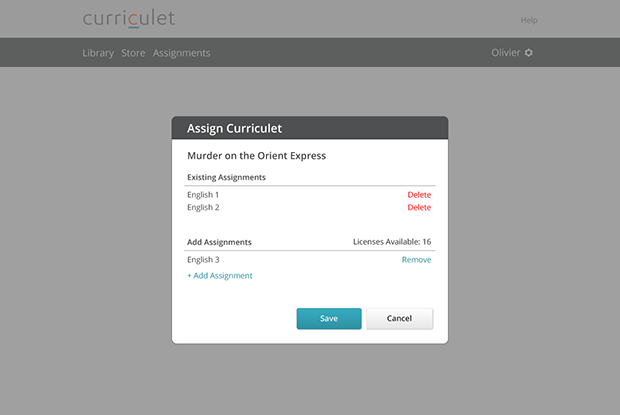 curriculet
Help
Library Store Assignments Olivier
Assign Curriculet
Murder on the Orient Express
Existing Assignments
English 1 Delete
English 2 Delete
Add Assignments Licenses Available: 16
English 3 Remove
+ Add Assignment
Save Cancel